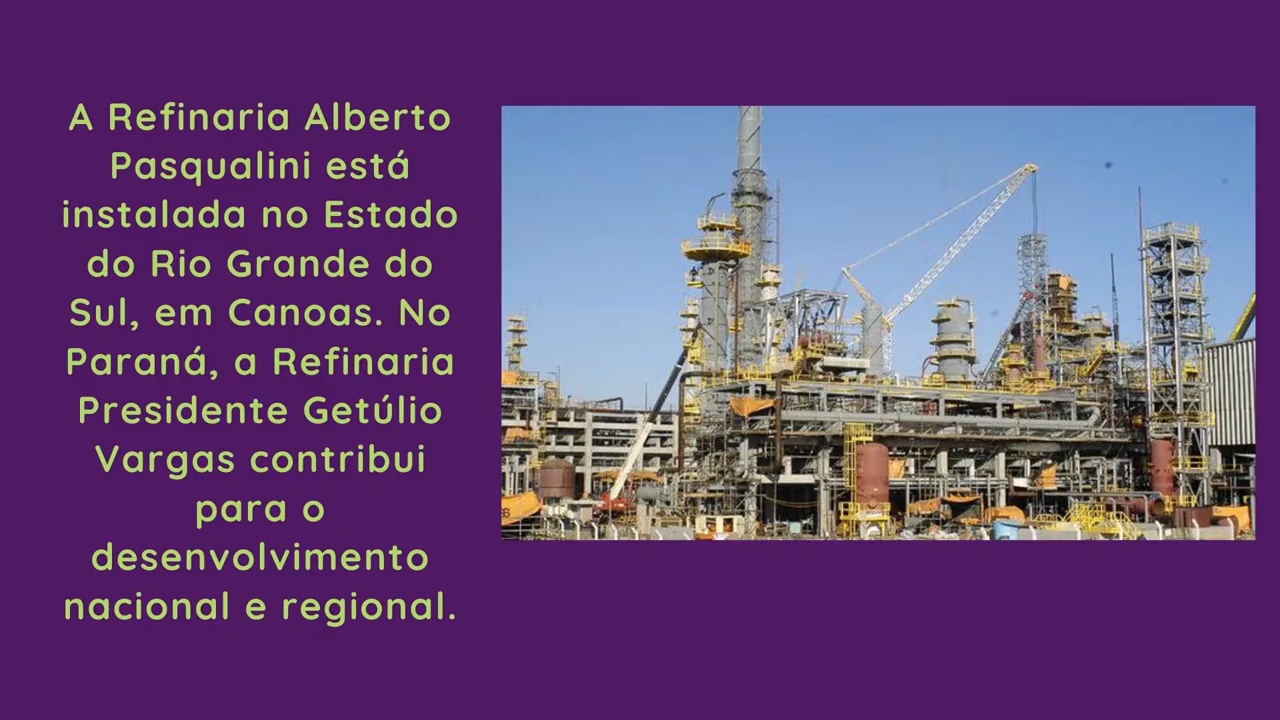 A Refinaria Alberto
Pasqualini está
instalada no Estado
do Rio Grande do
Sul, em Canoas. No
Paraná, a Refinaria
Presidente Getúlio
Vargas contribui
para o
desenvolvimento
nacional e regional.